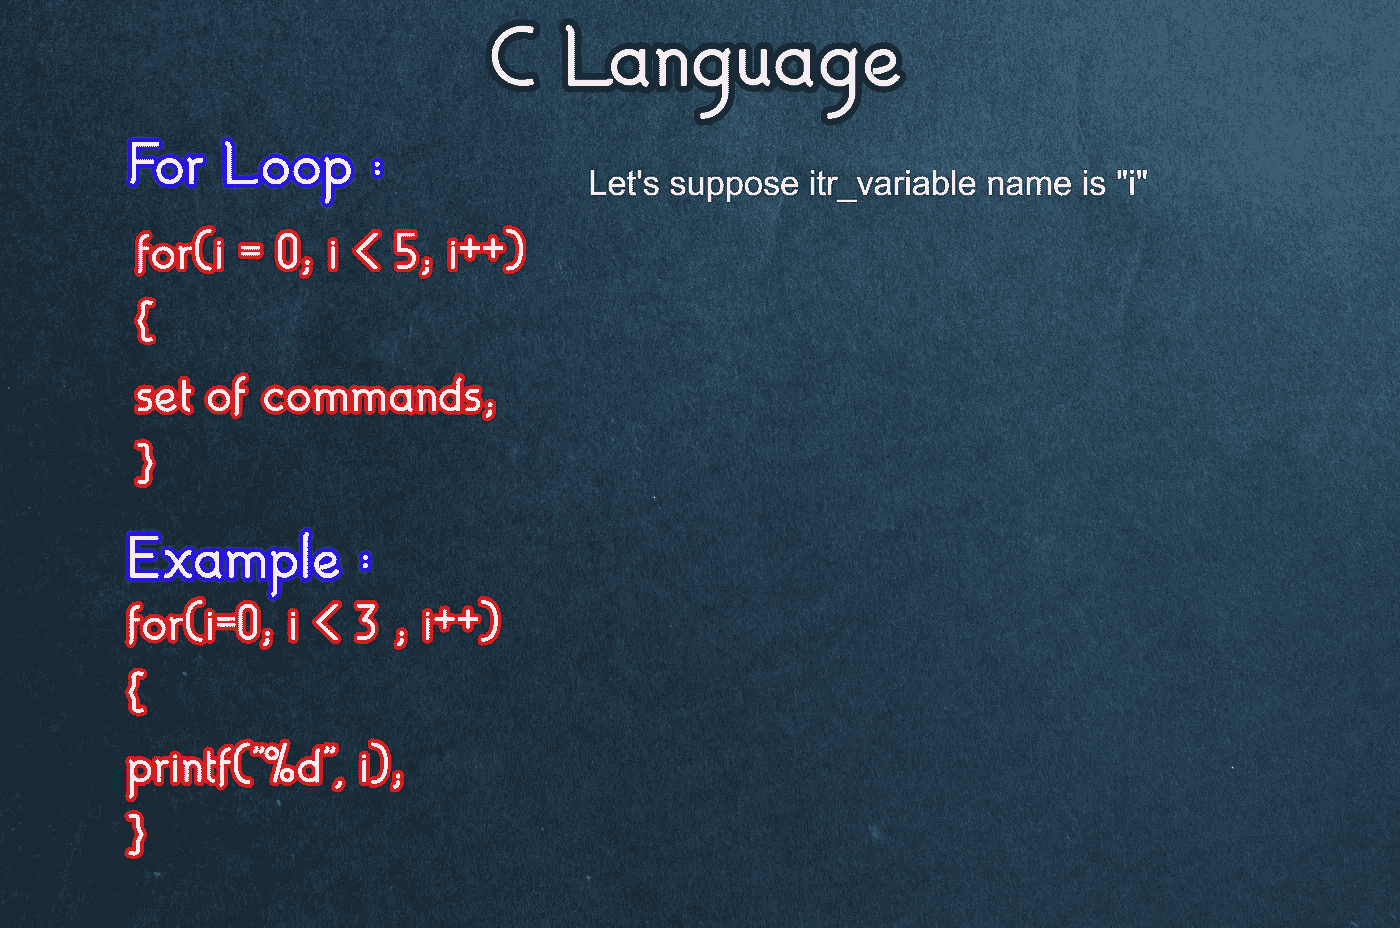 C Language
For Loop :
Let's suppose itr_variable name is "i"
for(i = 0; i < 5; i++)
{
set of commands;
}
Example :
for(i=0; i < 3 ; i++)
{
printf("%d", i);
}